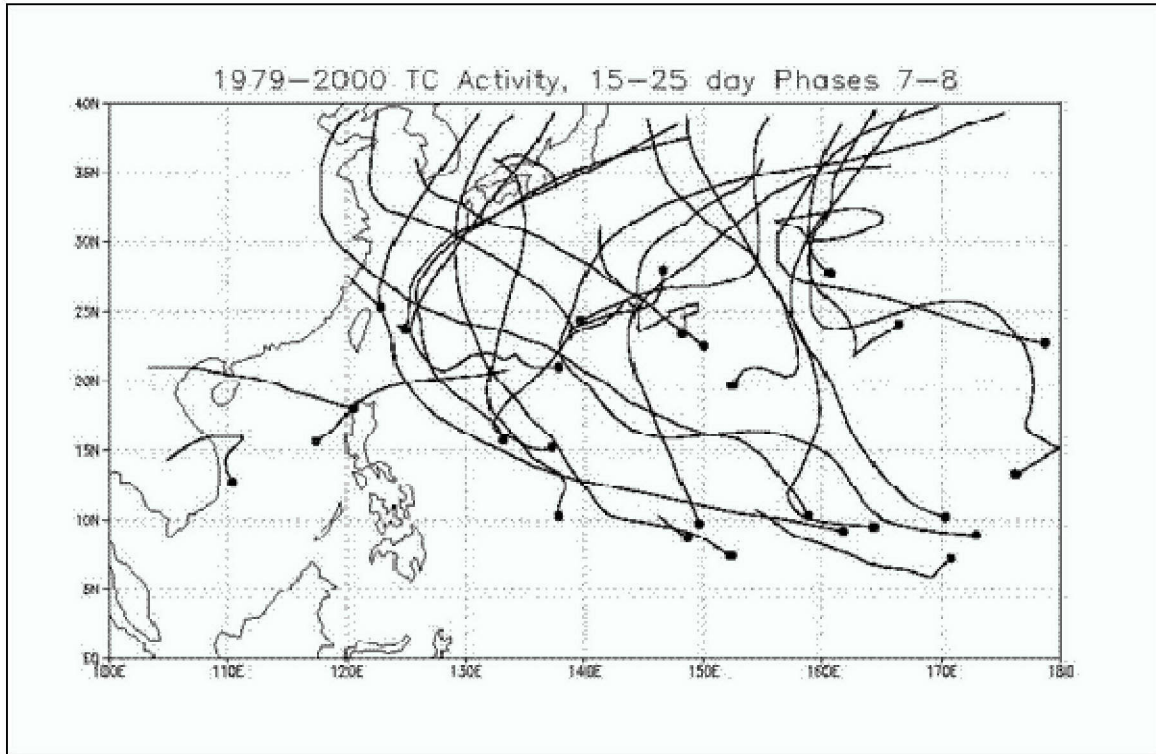 1979-2000 TC Activity, 15-25 day Phases 7-8
40N
35N
30N
25N
20N
15N
10N
5N
EQ
100E 110E 120E 130E 140E 150E 160E 170E 180